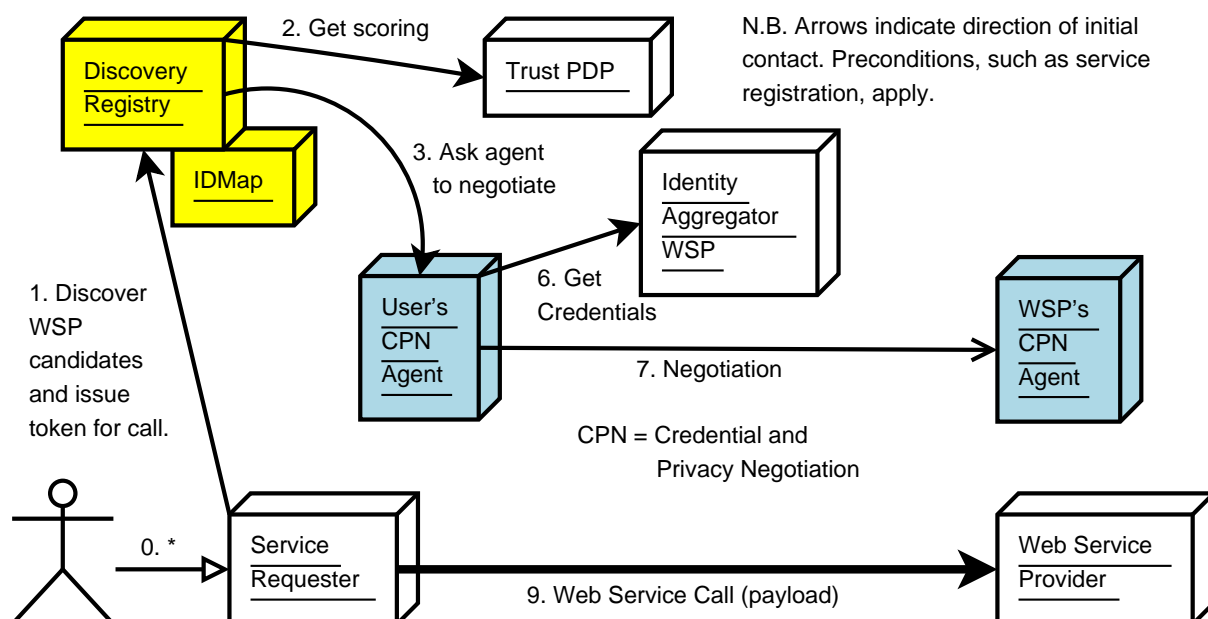 2. Get scoring
N.B. Arrows indicate direction of initial
contact. Preconditions, such as service
registration, apply.
Discovery
Registry
Trust PDP
IDMap
3. Ask agent
to negotiate
Identity
Aggregator
WSP
1. Discover
WSP
candidates
and issue
token for call.
User's
CPN
Agent
6. Get
Credentials
7. Negotiation
WSP's
CPN
Agent
CPN = Credential and
Privacy Negotiation
0. *
Service
Requester
9. Web Service Call (payload)
Web Service
Provider